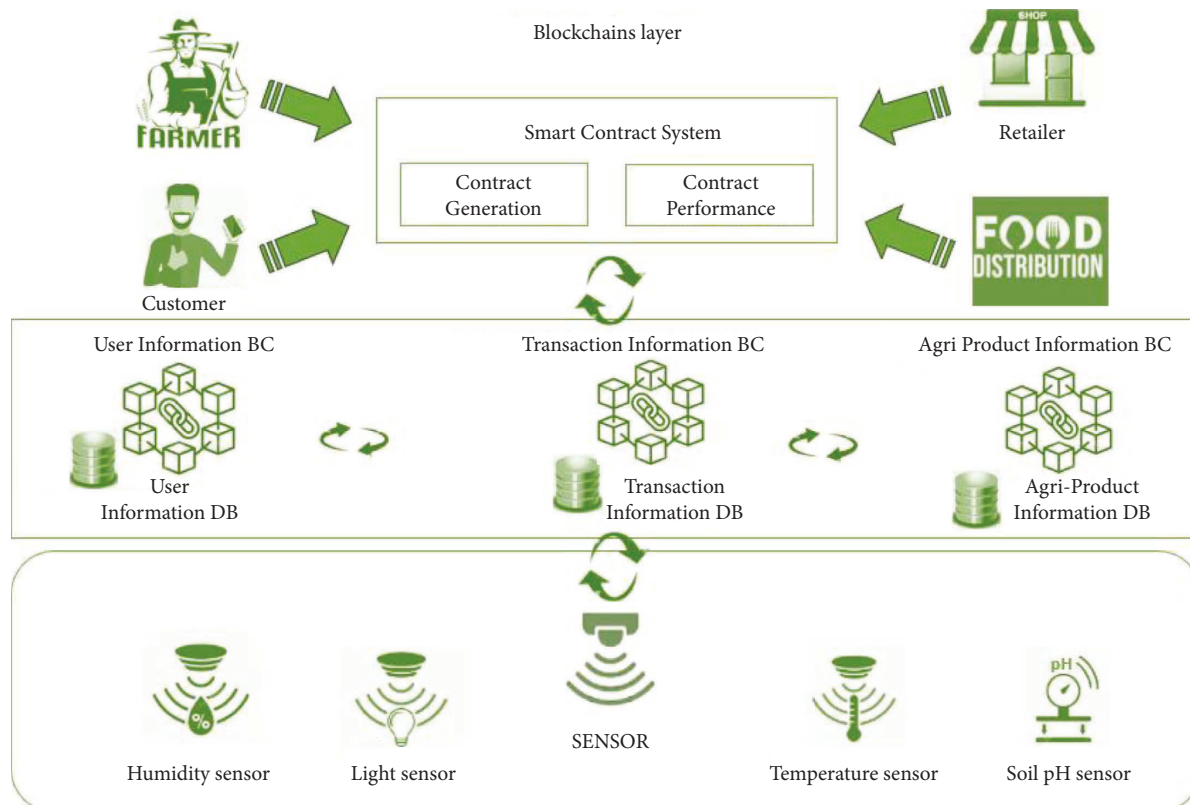 Blockchains layer
SHOP
FARMER
Retailer
Smart Contract System
Contract
Generation
Contract
Performance
Customer
FOOD
DISTRIBUTION
User Information BC
Transaction Information BC
Agri Product Information BC
User
Information DB
Transaction
Information DB
Agri-Product
Information DB
%
pH
SENSOR
Humidity sensor
Light sensor
Temperature sensor
Soil pH sensor